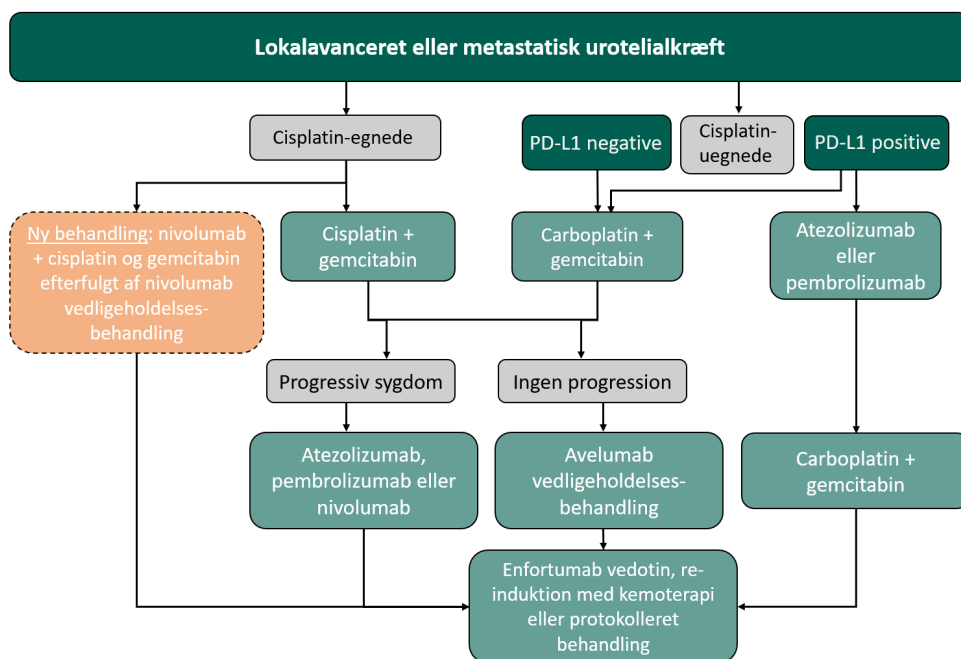 Lokalavanceret eller metastatisk urotelialkræft
Cisplatin-egnede
PD-L1 negative
Cisplatin-
uegnede
PD-L1 positive
Ny behandling: nivolumab
+ cisplatin og gemcitabin
efterfulgt af nivolumab
vedligeholdelses-
behandling
Cisplatin +
gemcitabin
Carboplatin +
gemcitabin
Atezolizumab
eller
pembrolizumab
Progressiv sygdom
Ingen progression
Atezolizumab,
pembrolizumab eller
nivolumab
Avelumab
vedligeholdelses-
behandling
Carboplatin +
gemcitabin
Enfortumab vedotin, re-
induktion med kemoterapi
eller protokolleret
behandling